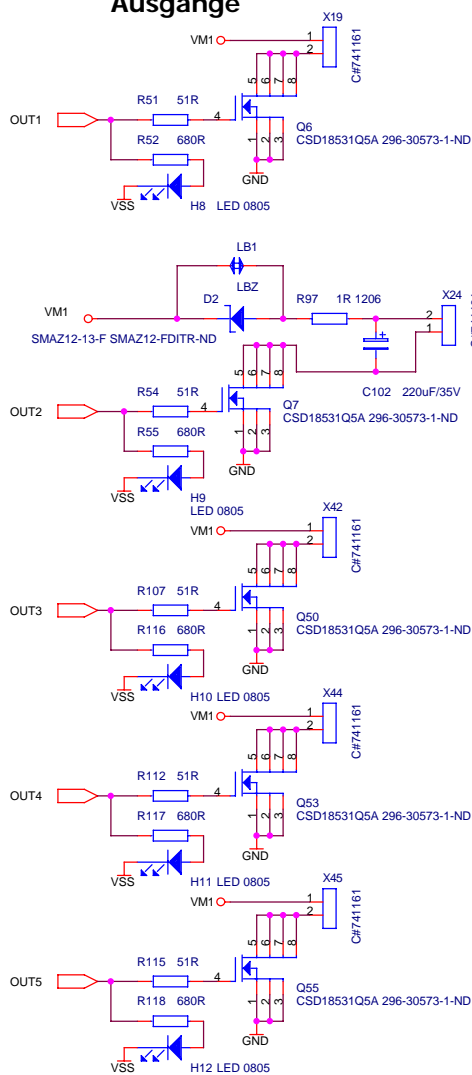 Ausgänge
X19
VM1
1
2
C#741161
5 6 7 8
R51 51R
OUT1
4
Q6
R52 680R
CSD18531Q5A 296-30573-1-ND
1 2 3
GND
VSS
H8 LED 0805
LB1
LBZ
D2
R97 1R 1206
X24
VM1
2
1
SMAZ12-13-F SMAZ12-FDITR-ND
5 6 7 8
C102 220uF/35V
R54 51R
OUT2
4
Q7
CSD18531Q5A 296-30573-1-ND
R55 680R
1 2 3
GND
VSS
H9
LED 0805
X42
VM1
1
2
C#741161
5 6 7 8
R107 51R
OUT3
4
Q50
R116 680R
CSD18531Q5A 296-30573-1-ND
1 2 3
GND
VSS
H10 LED 0805
X44
VM1
1
2
C#741161
5 6 7 8
R112 51R
OUT4
4
Q53
R117 680R
CSD18531Q5A 296-30573-1-ND
1 2 3
GND
VSS
H11 LED 0805
X45
VM1
1
2
C#741161
5 6 7 8
R115 51R
OUT5
4
Q55
R118 680R
CSD18531Q5A 296-30573-1-ND
1 2 3
GND
VSS
H12 LED 0805